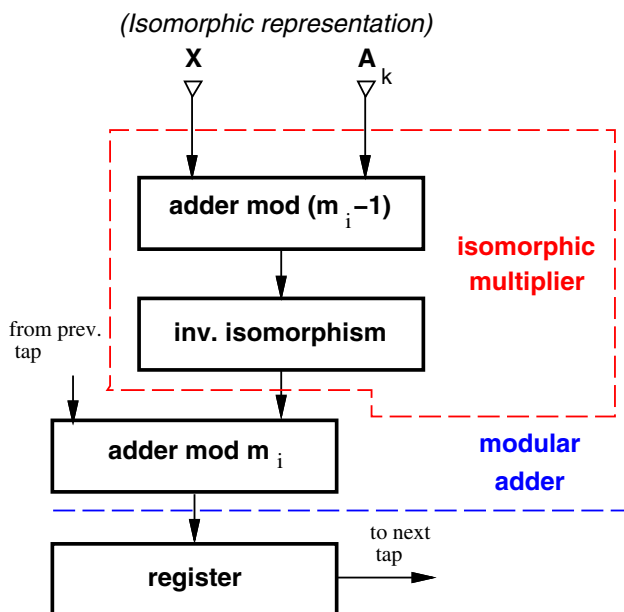 (Isomorphic representation)
X A k
adder mod (m i −1)
isomorphic
multiplier
inv. isomorphism
from prev.
tap
adder mod m i
modular
adder
to next
tap
register